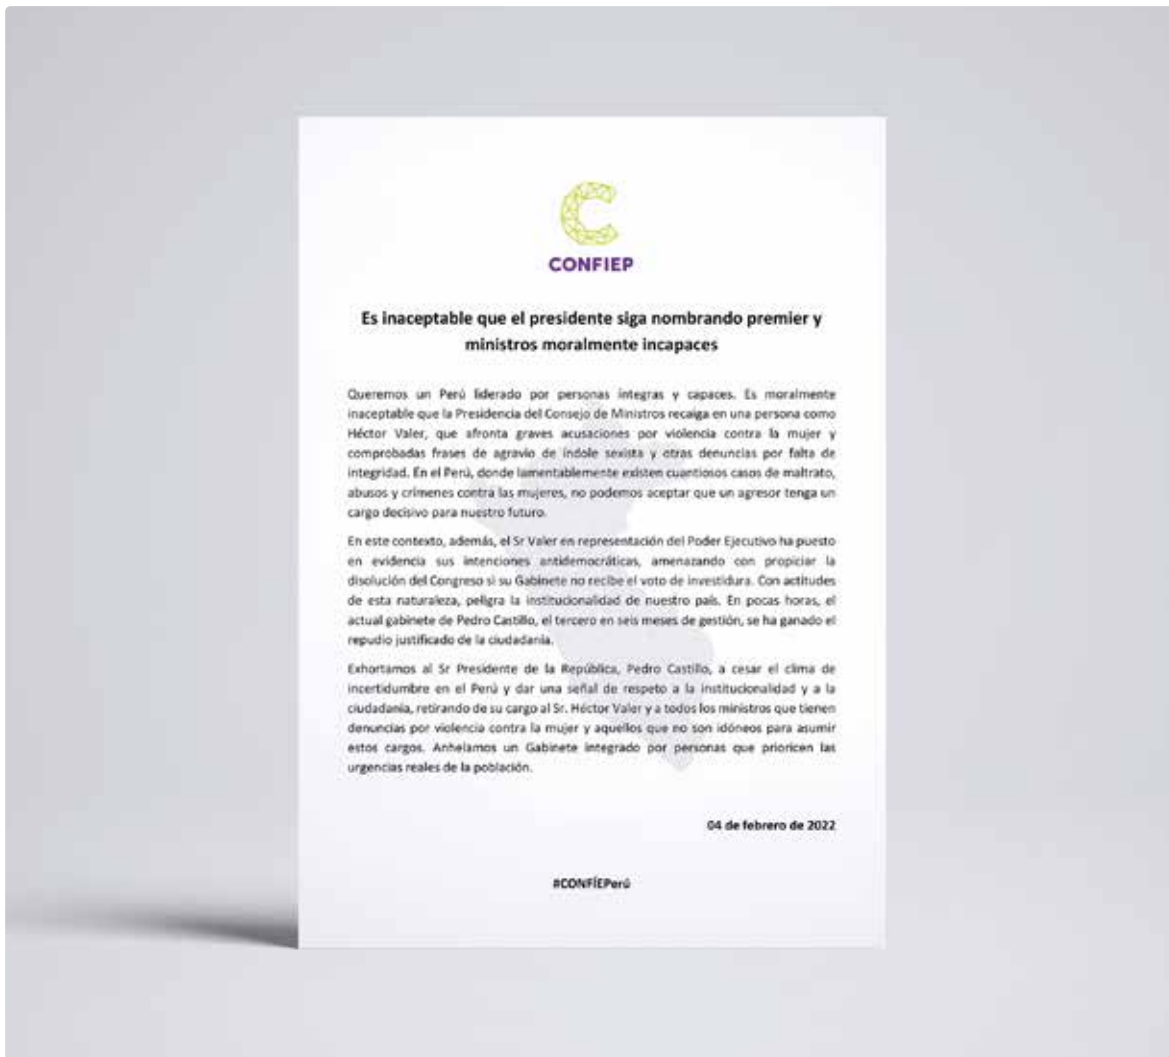 CONFIEP
Es inaceptable que el presidente siga nombrando premier y
ministros moralmente incapaces
Queremos un Perú liderado por personas íntegras y capaces. Es moralmente
inaceptable que la Presidencia del Consejo de Ministros recaiga en una persona como
Héctor Valer, que afronta graves acusaciones por violencia contra la mujer y
comprobadas frases de agravio de índole sexista y otras denuncias por falta de
integridad. En el Perú, donde lamentablemente existen cuantiosos casos de maltrato,
abusos y crímenes contra las mujeres, no podemos aceptar que un agresor tenga un
cargo decisivo para nuestro futuro.
En este contexto, además, el Sr Valer en representación del Poder Ejecutivo ha puesto
en evidencia sus intenciones antidemocráticas, amenazando con propiciar la
disolución del Congreso si su Gabinete no recibe el voto de investidura. Con actitudes
de esta naturaleza, peligra la institucionalidad de nuestro país. En pocas horas, el
actual gabinete de Pedro Castillo, el tercero en seis meses de gestión, se ha ganado el
repudio justificado de la ciudadanía.
Exhortamos al Sr Presidente de la República, Pedro Castillo, a cesar el clima de
incertidumbre en el Perú y dar una señal de respeto a la institucionalidad y a la
ciudadanía, retirando de su cargo al Sr. Héctor Valer y a todos los ministros que tienen
denuncias por violencia contra la mujer y aquellos que no son idóneos para asumir
estos cargos. Anhelamos un Gabinete integrado por personas que prioricen las
urgencias reales de la población.
04 de febrero de 2022
#CONFÍEPerú